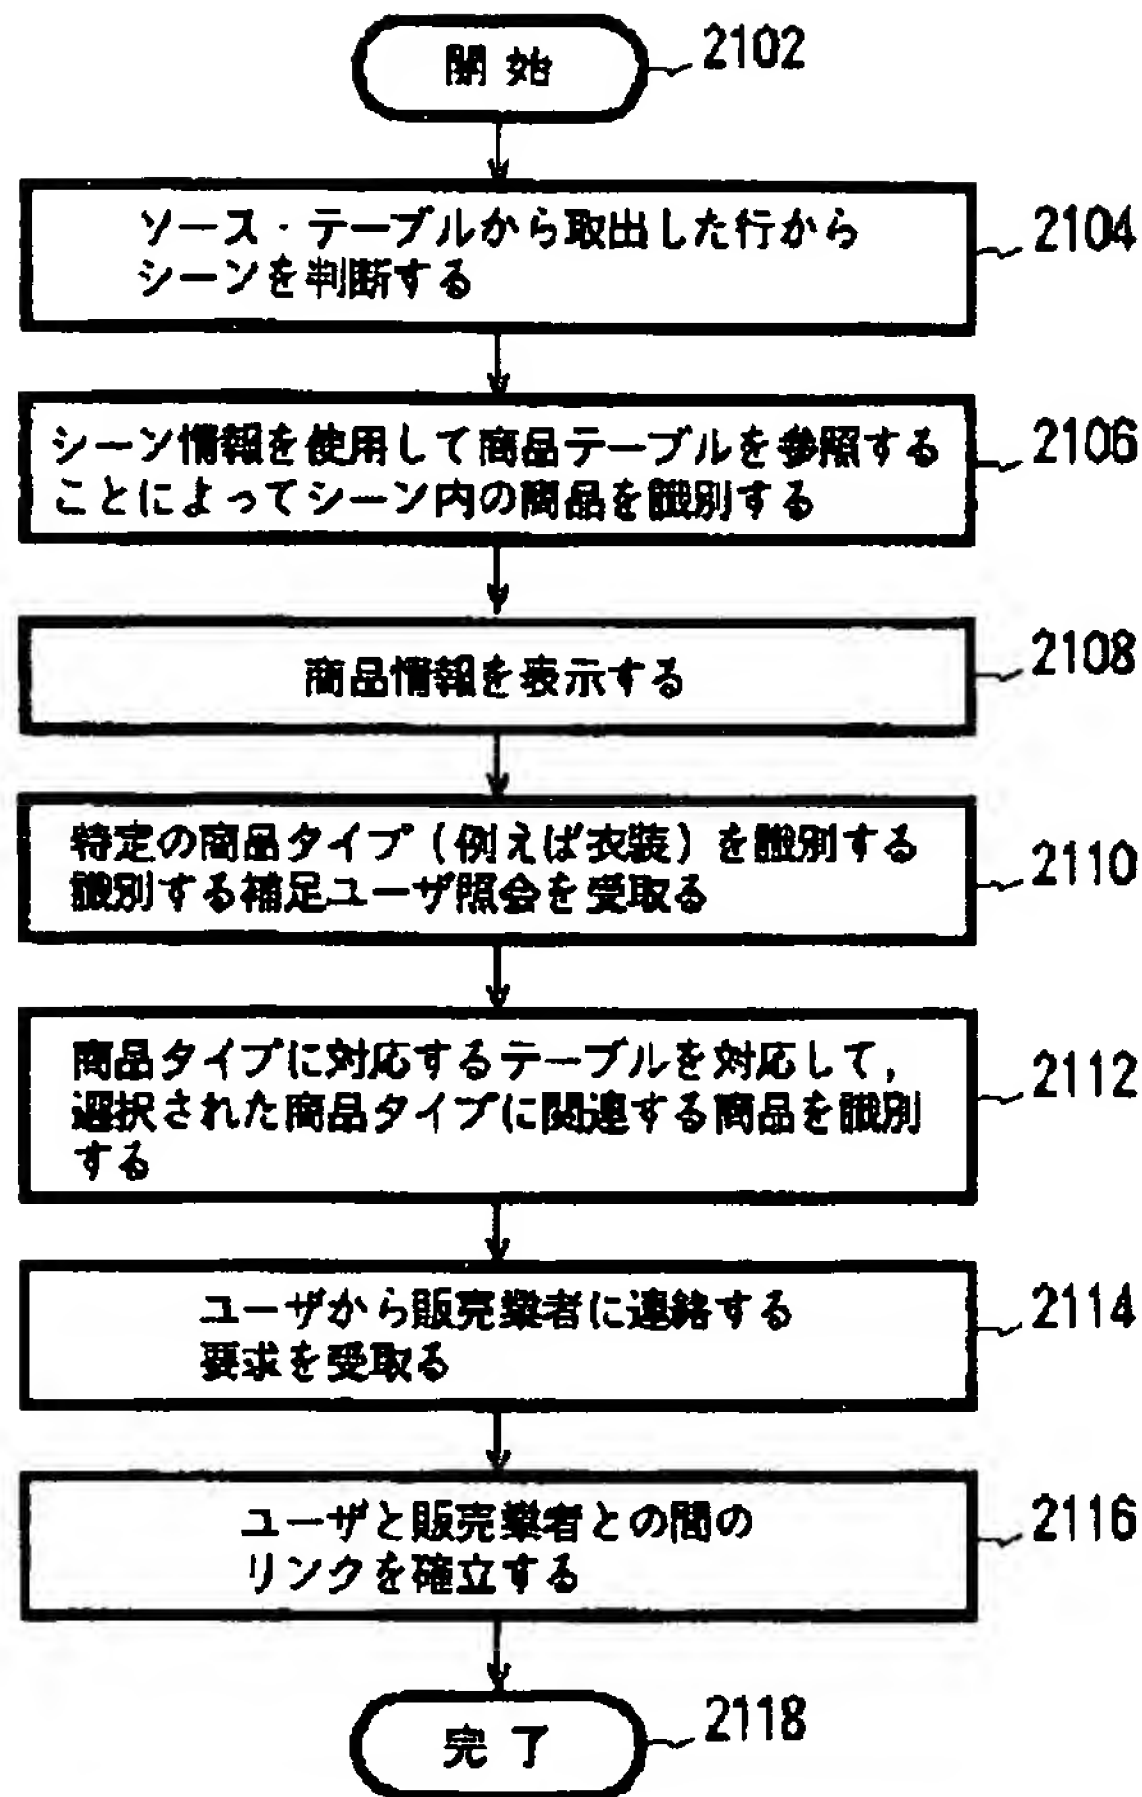 開始
2102
ソース・テーブルから取出した行から
シーンを判断する
2104
シーン情報を使用して商品テーブルを参照する
ことによってシーン内の商品を識別する
2106
商品情報を表示する
2108
特定の商品タイプ(例えば衣装)を識別する
識別する補足ユーザ照会を受取る
2110
商品タイプに対応するテーブルを対応して,
選択された商品タイプに関連する商品を識別
する
2112
ユーザから販売業者に連絡する
要求を受取る
2114
ユーザと販売業者との間の
リンクを確立する
2116
完了
2118